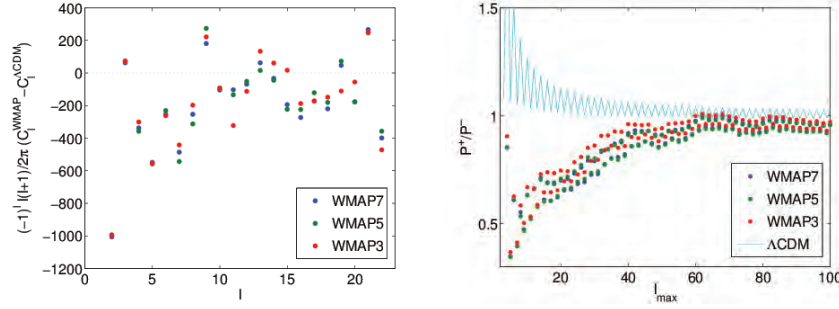 400
200
0
−200
−400
−600
−800
−1000
−1200
0
5
10
15
20
l
(−1)^l l(l+1)/2π (C_l^WMAP−C_l^ΛCDM)
WMAP7
WMAP5
WMAP3
1.5
1
0.5
20
40
60
80
100
l_max
P⁺/P⁻
WMAP7
WMAP5
WMAP3
ΛCDM